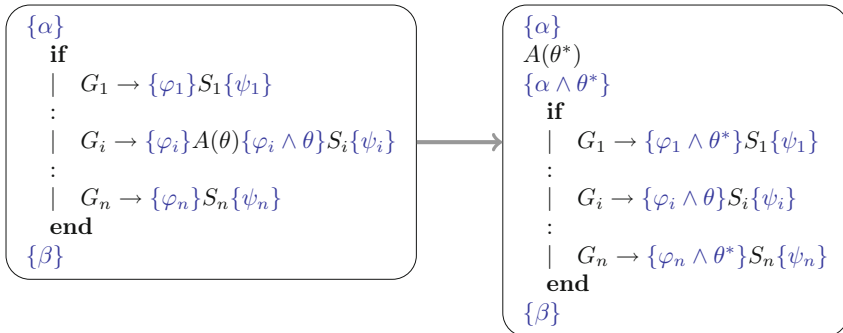 {α}
if
| G₁ → {φ₁}S₁{ψ₁}
:
| Gᵢ → {φᵢ}A(θ){φᵢ ∧ θ}Sᵢ{ψᵢ}
:
| Gₙ → {φₙ}Sₙ{ψₙ}
end
{β}
{α}
A(θ*)
{α ∧ θ*}
if
| G₁ → {φ₁ ∧ θ*}S₁{ψ₁}
:
| Gᵢ → {φᵢ ∧ θ}Sᵢ{ψᵢ}
:
| Gₙ → {φₙ ∧ θ*}Sₙ{ψₙ}
end
{β}